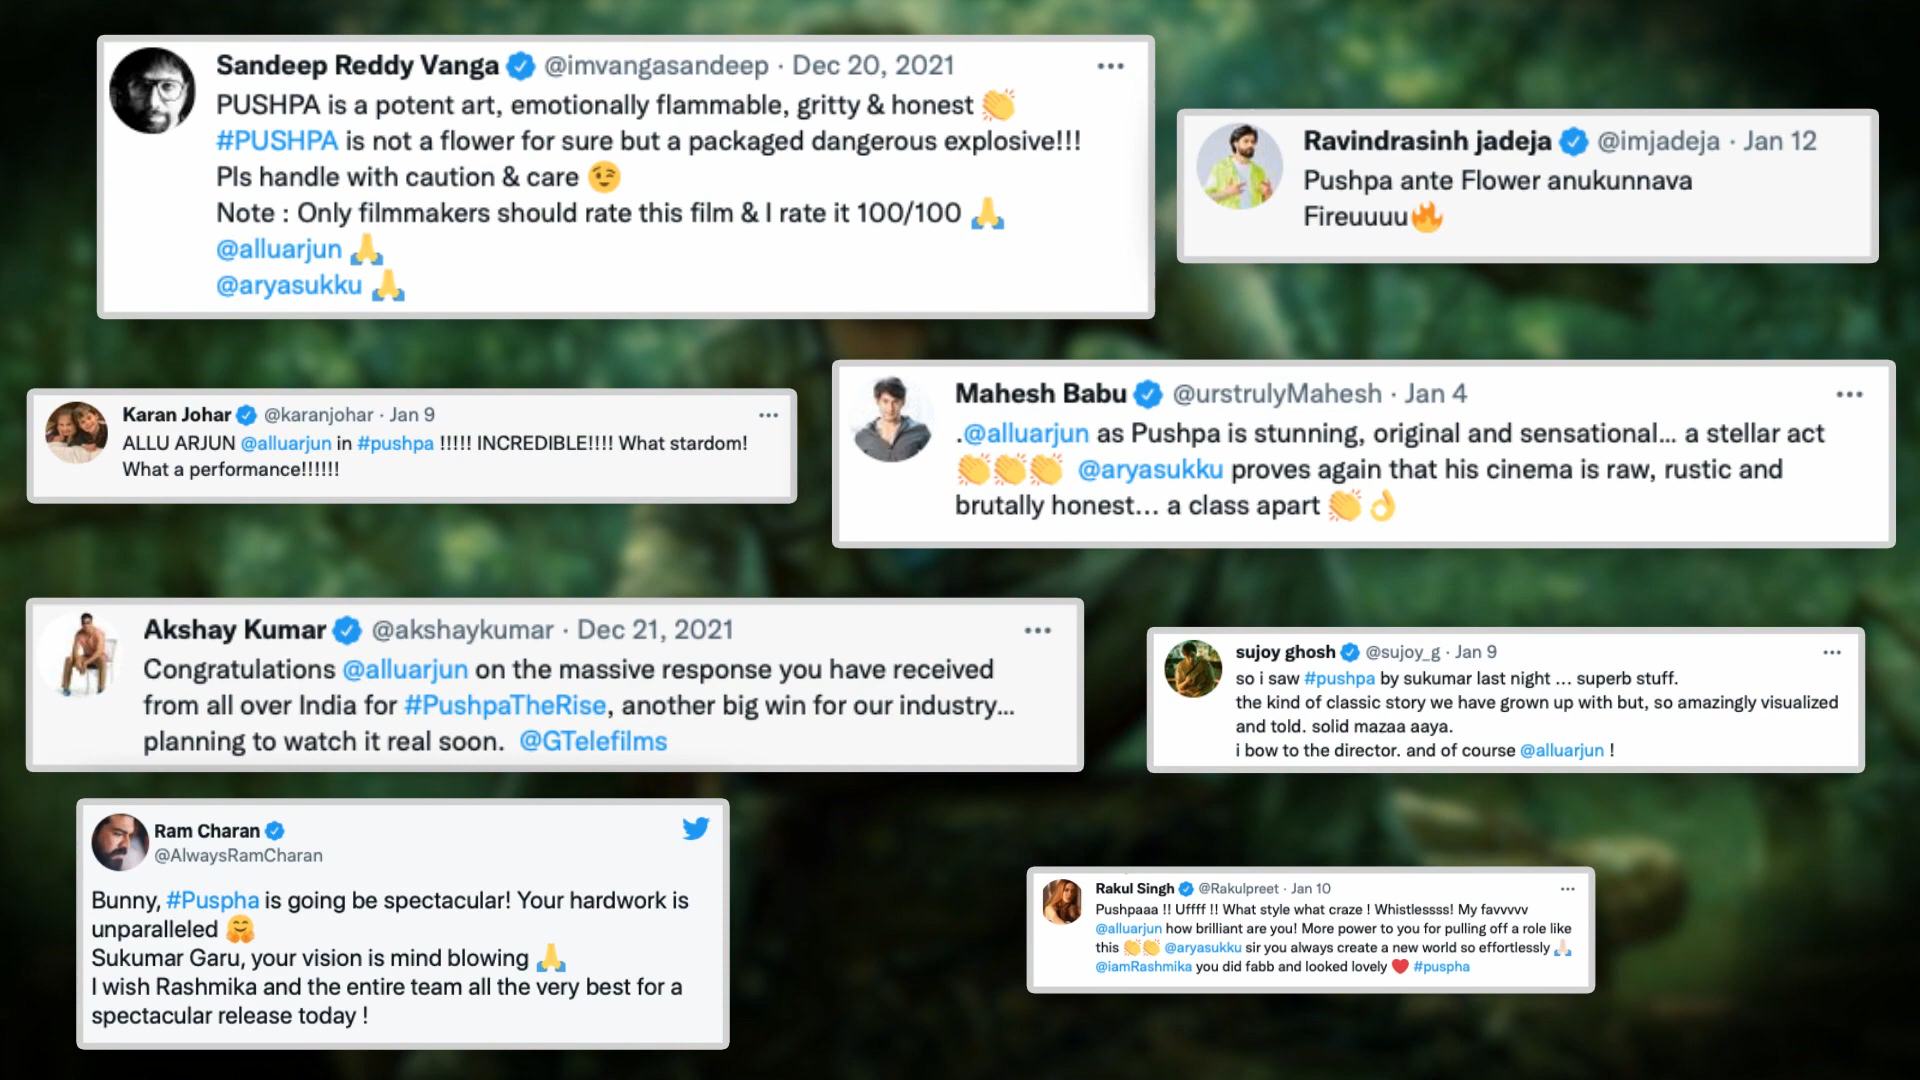 Sandeep Reddy Vanga @imvangasandeep · Dec 20, 2021
PUSHPA is a potent art, emotionally flammable, gritty & honest 👏
#PUSHPA is not a flower for sure but a packaged dangerous explosive!!!
Pls handle with caution & care 😉
Note : Only filmmakers should rate this film & I rate it 100/100 🙏
@alluarjun 🙏
@aryasukku 🙏
Ravindrasinh jadeja @imjadeja · Jan 12
Pushpa ante Flower anukunnava
Fireuuuu🔥
Karan Johar @karanjohar · Jan 9
ALLU ARJUN @alluarjun in #pushpa !!!!! INCREDIBLE!!!! What stardom!
What a performance!!!!!!
Mahesh Babu @urstrulyMahesh · Jan 4
.@alluarjun as Pushpa is stunning, original and sensational... a stellar act
👏👏👏 @aryasukku proves again that his cinema is raw, rustic and
brutally honest... a class apart 👏👌
Akshay Kumar @akshaykumar · Dec 21, 2021
Congratulations @alluarjun on the massive response you have received
from all over India for #PushpaTheRise, another big win for our industry...
planning to watch it real soon. @GTelefilms
sujoy ghosh @sujoy_g · Jan 9
so i saw #pushpa by sukumar last night ... superb stuff.
the kind of classic story we have grown up with but, so amazingly visualized
and told. solid mazaa aaya.
i bow to the director. and of course @alluarjun !
Ram Charan
@AlwaysRamCharan
Bunny, #Puspha is going be spectacular! Your hardwork is
unparalleled 🤗
Sukumar Garu, your vision is mind blowing 🙏
I wish Rashmika and the entire team all the very best for a
spectacular release today !
Rakul Singh @Rakulpreet · Jan 10
Pushpaaa !! Uffff !! What style what craze ! Whistlessss! My favvvvv
@alluarjun how brilliant are you! More power to you for pulling off a role like
this 👏👏 @aryasukku sir you always create a new world so effortlessly 🙏🏻
@iamRashmika you did fabb and looked lovely ❤️ #puspha